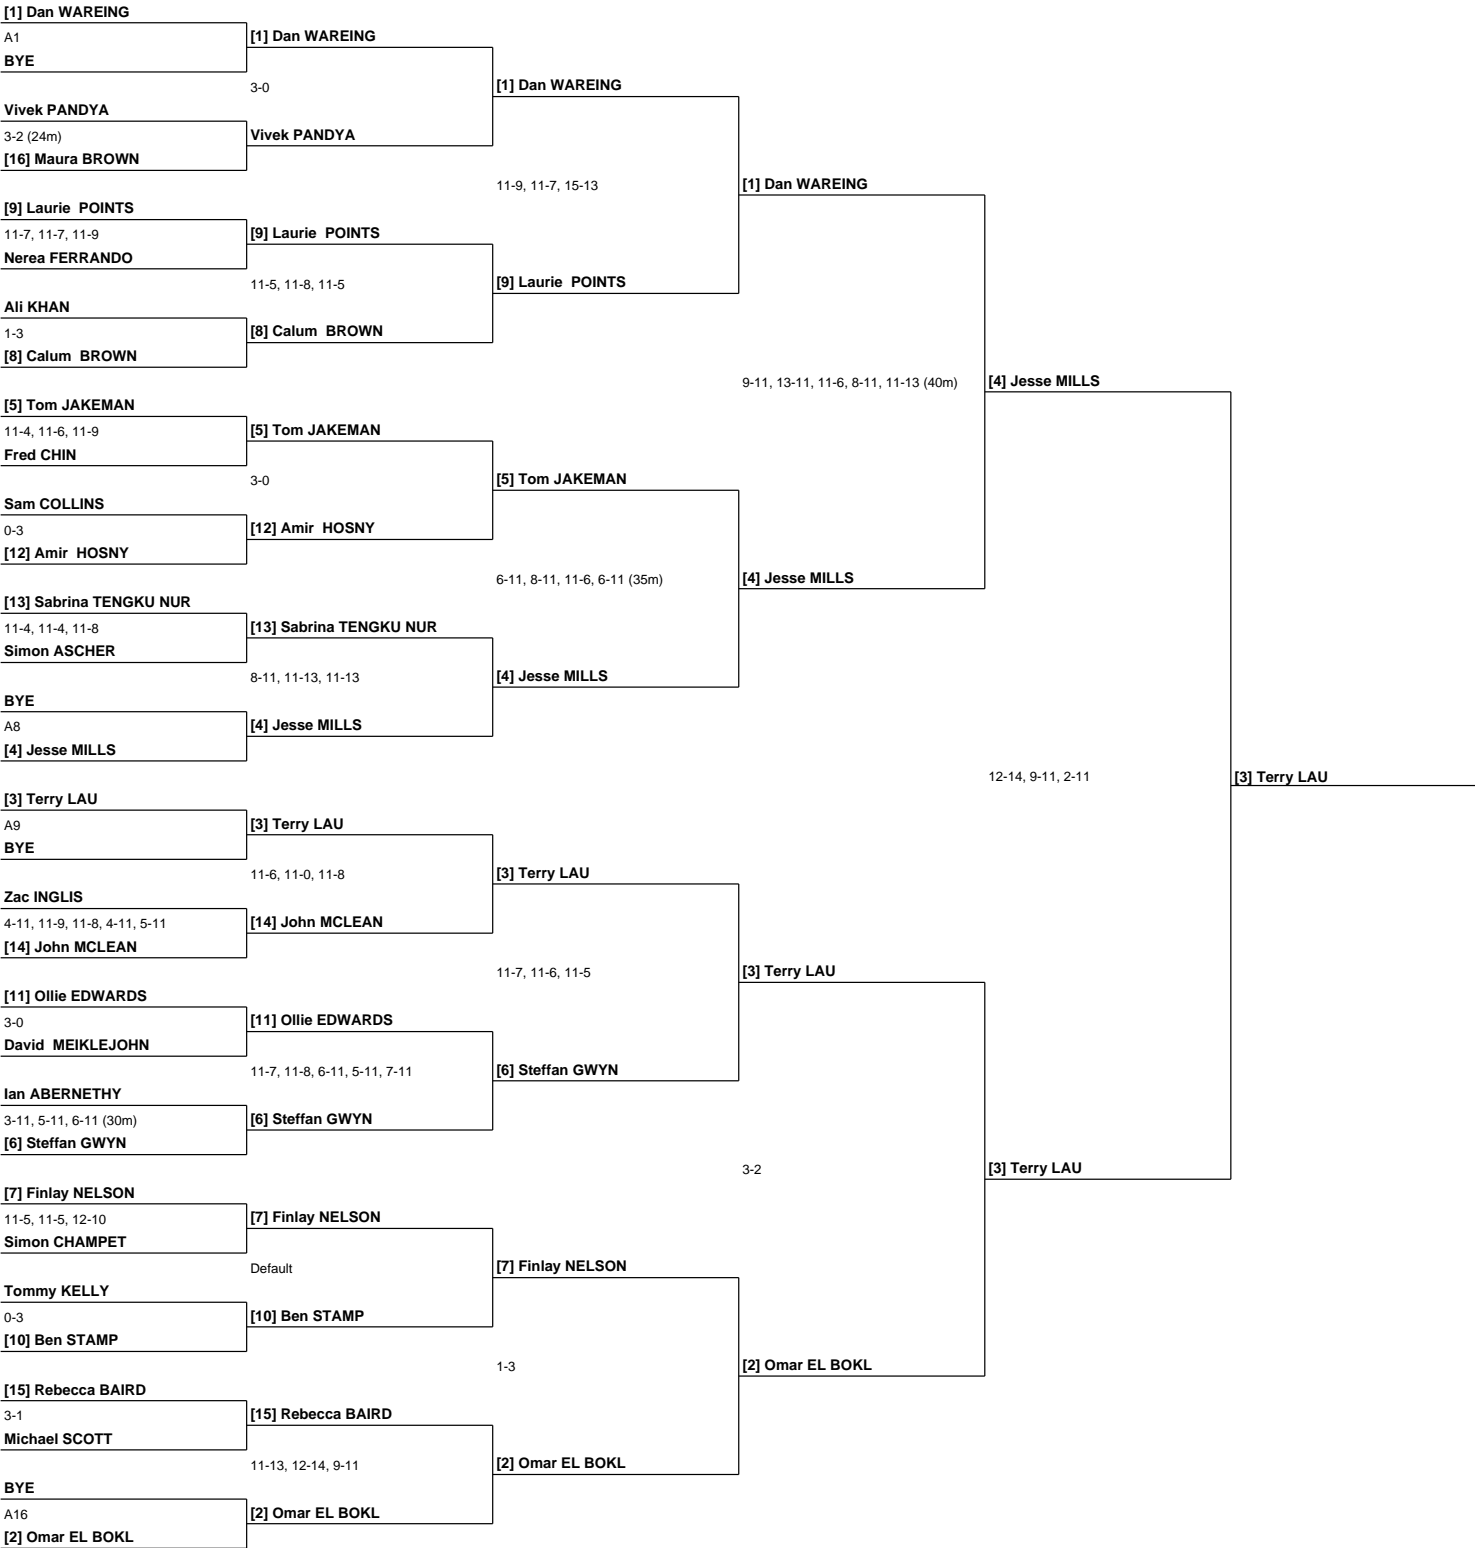 [1] Dan WAREING
A1
BYE
[1] Dan WAREING
3-0
Vivek PANDYA
3-2 (24m)
[16] Maura BROWN
Vivek PANDYA
[1] Dan WAREING
11-9, 11-7, 15-13
[9] Laurie POINTS
11-7, 11-7, 11-9
Nerea FERRANDO
[9] Laurie POINTS
11-5, 11-8, 11-5
Ali KHAN
1-3
[8] Calum BROWN
[8] Calum BROWN
[9] Laurie POINTS
[1] Dan WAREING
9-11, 13-11, 11-6, 8-11, 11-13 (40m)
[5] Tom JAKEMAN
11-4, 11-6, 11-9
Fred CHIN
[5] Tom JAKEMAN
3-0
Sam COLLINS
0-3
[12] Amir HOSNY
[12] Amir HOSNY
[5] Tom JAKEMAN
6-11, 8-11, 11-6, 6-11 (35m)
[13] Sabrina TENGKU NUR
11-4, 11-4, 11-8
Simon ASCHER
[13] Sabrina TENGKU NUR
8-11, 11-13, 11-13
BYE
A8
[4] Jesse MILLS
[4] Jesse MILLS
[4] Jesse MILLS
[4] Jesse MILLS
[4] Jesse MILLS
12-14, 9-11, 2-11
[3] Terry LAU
[3] Terry LAU
A9
BYE
[3] Terry LAU
11-6, 11-0, 11-8
Zac INGLIS
4-11, 11-9, 11-8, 4-11, 5-11
[14] John MCLEAN
[14] John MCLEAN
[3] Terry LAU
11-7, 11-6, 11-5
[11] Ollie EDWARDS
3-0
David MEIKLEJOHN
[11] Ollie EDWARDS
11-7, 11-8, 6-11, 5-11, 7-11
Ian ABERNETHY
3-11, 5-11, 6-11 (30m)
[6] Steffan GWYN
[6] Steffan GWYN
[6] Steffan GWYN
[3] Terry LAU
3-2
[3] Terry LAU
[7] Finlay NELSON
11-5, 11-5, 12-10
Simon CHAMPET
[7] Finlay NELSON
Default
Tommy KELLY
0-3
[10] Ben STAMP
[10] Ben STAMP
[7] Finlay NELSON
1-3
[2] Omar EL BOKL
[15] Rebecca BAIRD
3-1
Michael SCOTT
[15] Rebecca BAIRD
11-13, 12-14, 9-11
BYE
A16
[2] Omar EL BOKL
[2] Omar EL BOKL
[2] Omar EL BOKL